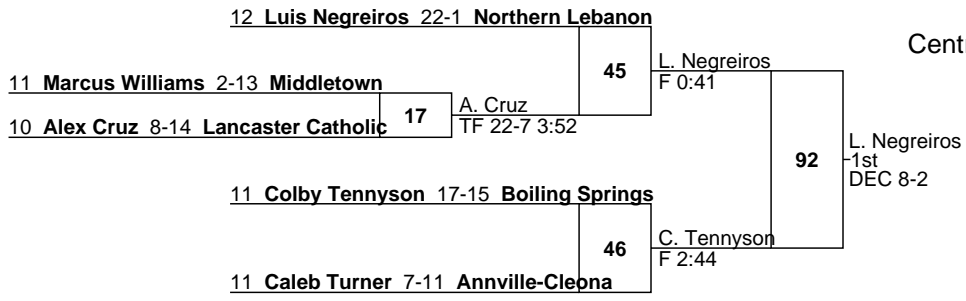 12 Luis Negreiros 22-1 Northern Lebanon
Centr
45
L. Negreiros
F 0:41
11 Marcus Williams 2-13 Middletown
17
A. Cruz
TF 22-7 3:52
10 Alex Cruz 8-14 Lancaster Catholic
92
L. Negreiros
1st
DEC 8-2
11 Colby Tennyson 17-15 Boiling Springs
46
C. Tennyson
F 2:44
11 Caleb Turner 7-11 Annville-Cleona